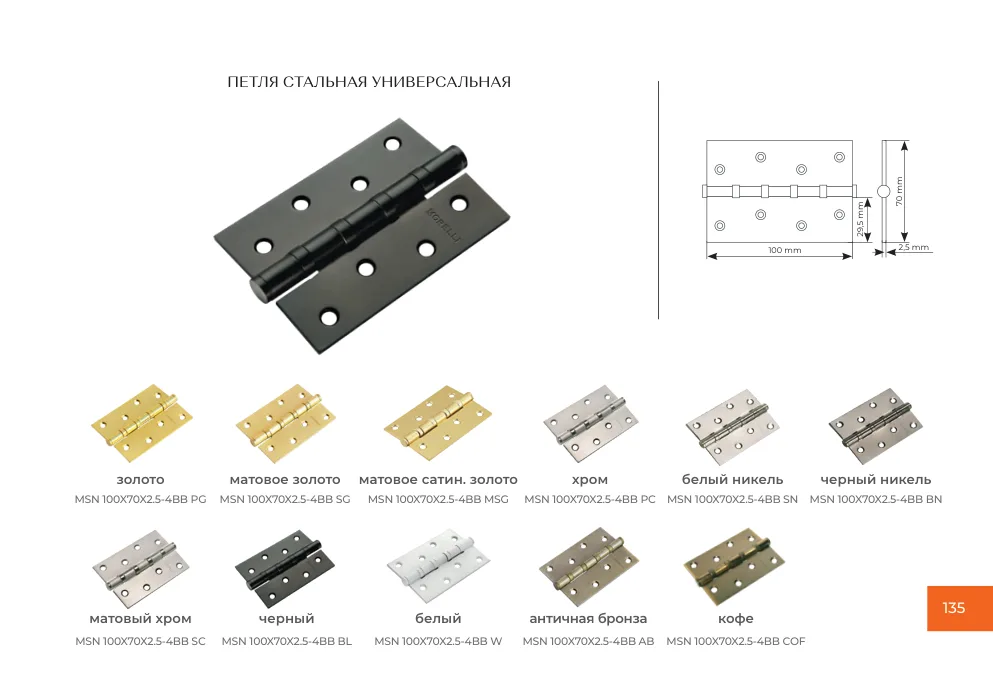 ПЕТЛЯ СТАЛЬНАЯ УНИВЕРСАЛЬНАЯ
MORELLI
70 mm
29,5 mm
100 mm
2,5 mm
золото
матовое золото
матовое сатин. золото
хром
белый никель
черный никель
MSN 100X70X2.5-4BB PG
MSN 100X70X2.5-4BB SG
MSN 100X70X2.5-4BB MSG
MSN 100X70X2.5-4BB PC
MSN 100X70X2.5-4BB SN
MSN 100X70X2.5-4BB BN
матовый хром
черный
белый
античная бронза
кофе
MSN 100X70X2.5-4BB SC
MSN 100X70X2.5-4BB BL
MSN 100X70X2.5-4BB W
MSN 100X70X2.5-4BB AB
MSN 100X70X2.5-4BB COF
135